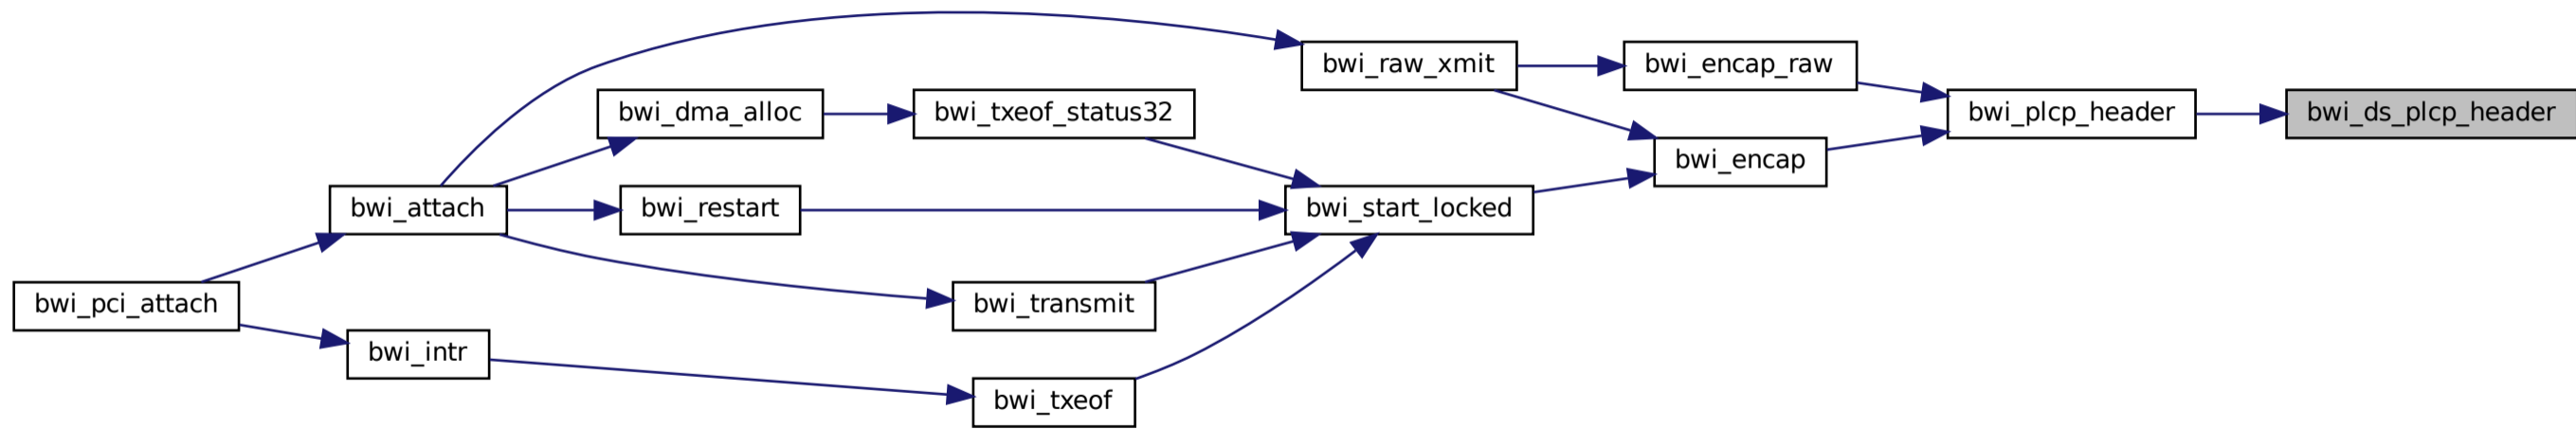 bwi_raw_xmit
bwi_encap_raw
bwi_dma_alloc
bwi_txeof_status32
bwi_plcp_header
bwi_ds_plcp_header
bwi_encap
bwi_attach
bwi_restart
bwi_start_locked
bwi_pci_attach
bwi_transmit
bwi_intr
bwi_txeof